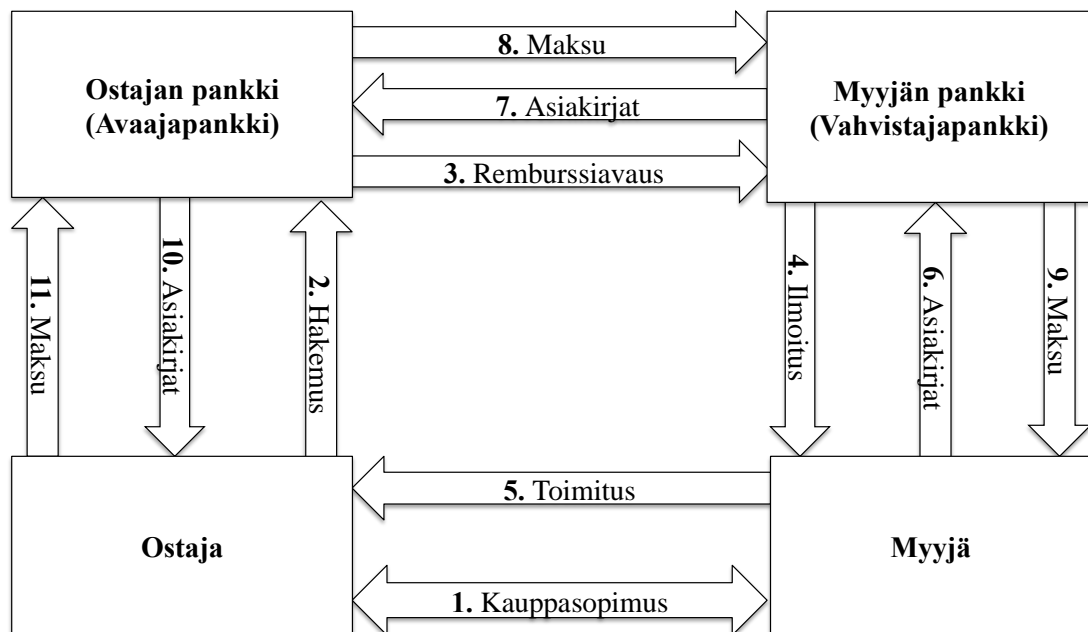 8. Maksu
Ostajan pankki
(Avaajapankki)
7. Asiakirjat
Myyjän pankki
(Vahvistajapankki)
3. Remburssiavaus
11. Maksu
10. Asiakirjat
2. Hakemus
4. Ilmoitus
6. Asiakirjat
9. Maksu
5. Toimitus
Ostaja
Myyjä
1. Kauppasopimus